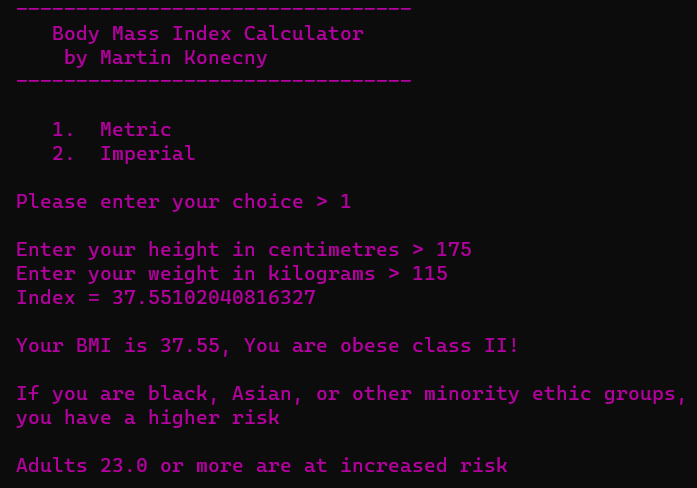 ---------------------------------
Body Mass Index Calculator
by Martin Konecny
---------------------------------
1. Metric
2. Imperial
Please enter your choice > 1
Enter your height in centimetres > 175
Enter your weight in kilograms > 115
Index = 37.55102040816327
Your BMI is 37.55, You are obese class II!
If you are black, Asian, or other minority ethic groups,
you have a higher risk
Adults 23.0 or more are at increased risk